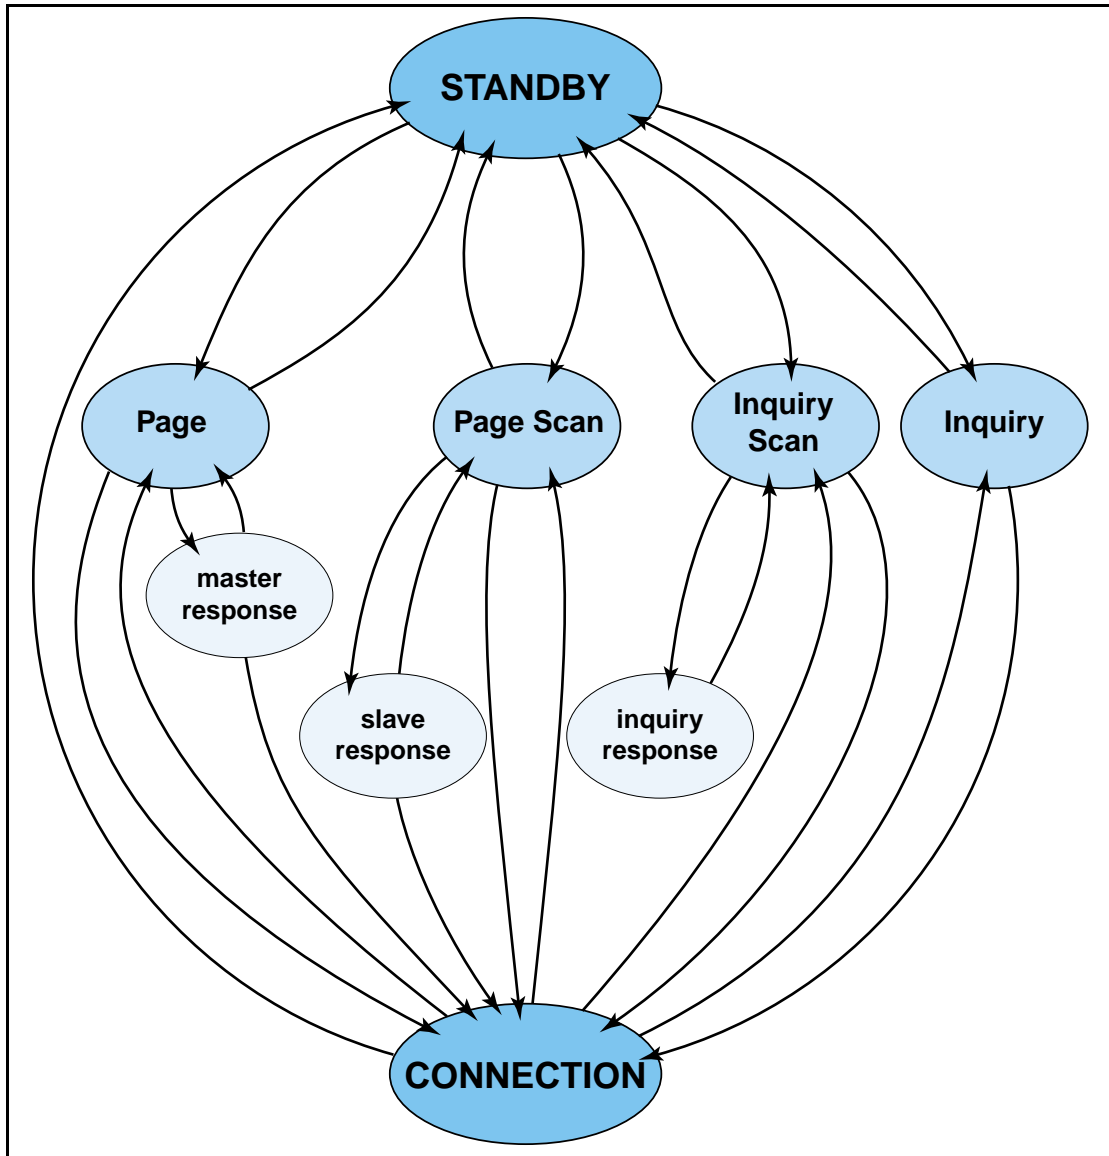 STANDBY
Page
Page Scan
Inquiry
Scan
Inquiry
master
response
slave
response
inquiry
response
CONNECTION